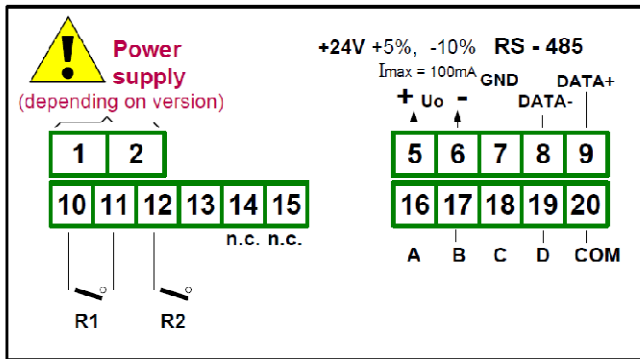 Power
supply
(depending on version)
+24V +5%, -10% RS - 485
Imax = 100mA GND DATA+
+ Uo - DATA-
1 2
5 6 7 8 9
10 11 12 13 14 15
16 17 18 19 20
n.c. n.c.
A B C D COM
R1 R2